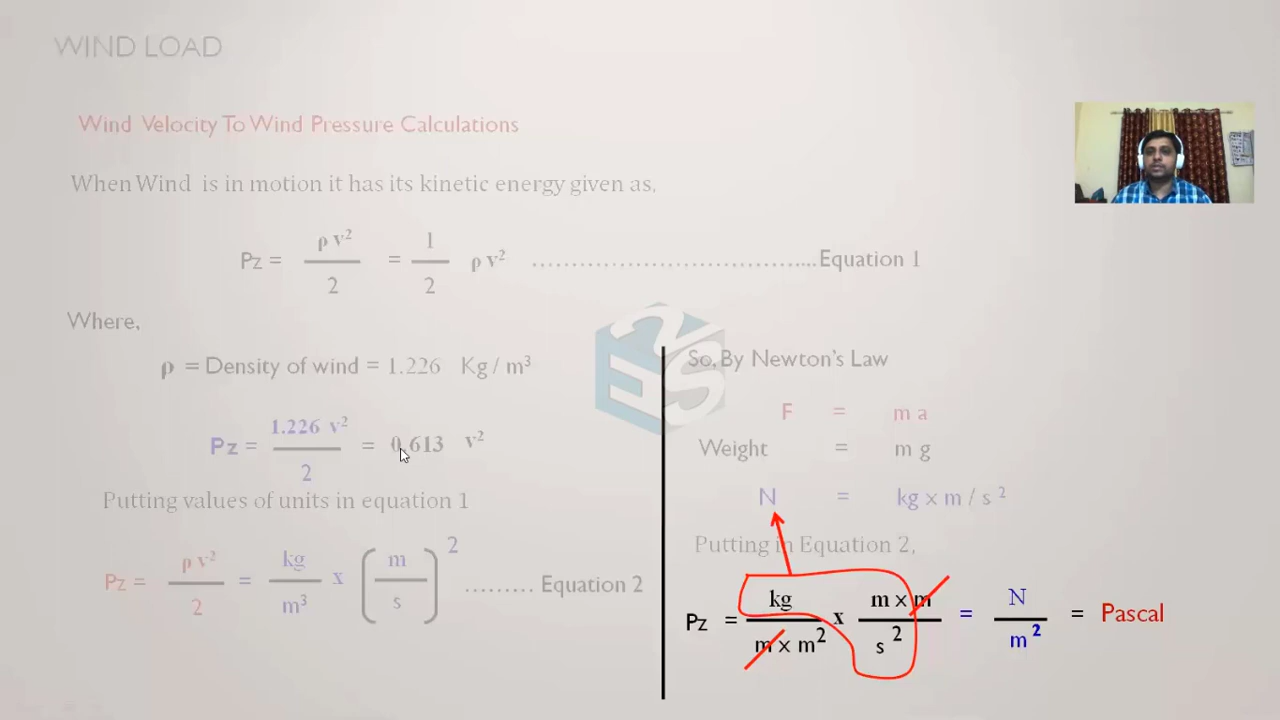 WIND LOAD
Wind Velocity To Wind Pressure Calculations
When Wind is in motion it has its kinetic energy given as,
Pz = ρ v² / 2 = 1 / 2 ρ v² ................................... Equation 1
Where,
ρ = Density of wind = 1.226 Kg / m³
Pz = 1.226 v² / 2 = 0.613 v²
Putting values of units in equation 1
Pz = ρ v² / 2 = kg / m³ x ( m / s )² ......... Equation 2
So, By Newton's Law
F = m a
Weight = m g
N = kg × m / s ²
Putting in Equation 2,
Pz = kg / m × m² x m × m / s ² = N / m ² = Pascal
ENS